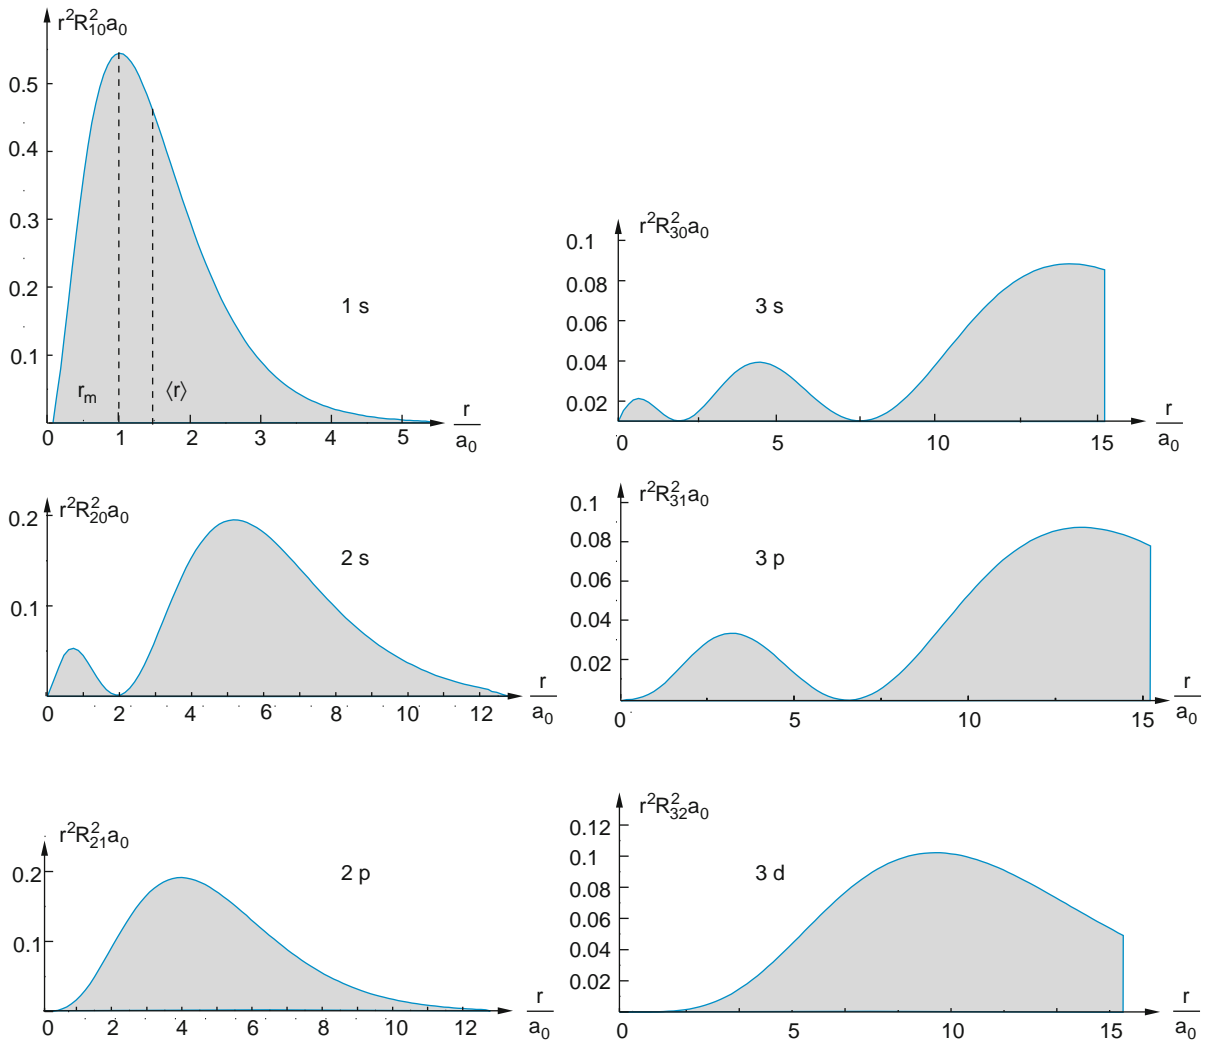 r²R²₁₀a₀
0.5
0.4
0.3
0.2
0.1
1 s
r_m
⟨r⟩
0 1 2 3 4 5
r
a₀
r²R²₃₀a₀
0.1
0.08
0.06
0.04
0.02
3 s
0 5 10 15
r
a₀
r²R²₂₀a₀
0.2
0.1
2 s
0 2 4 6 8 10 12
r
a₀
r²R²₃₁a₀
0.1
0.08
0.06
0.04
0.02
3 p
0 5 10 15
r
a₀
r²R²₂₁a₀
0.2
0.1
2 p
0 2 4 6 8 10 12
r
a₀
r²R²₃₂a₀
0.12
0.1
0.08
0.06
0.04
0.02
3 d
0 5 10 15
r
a₀